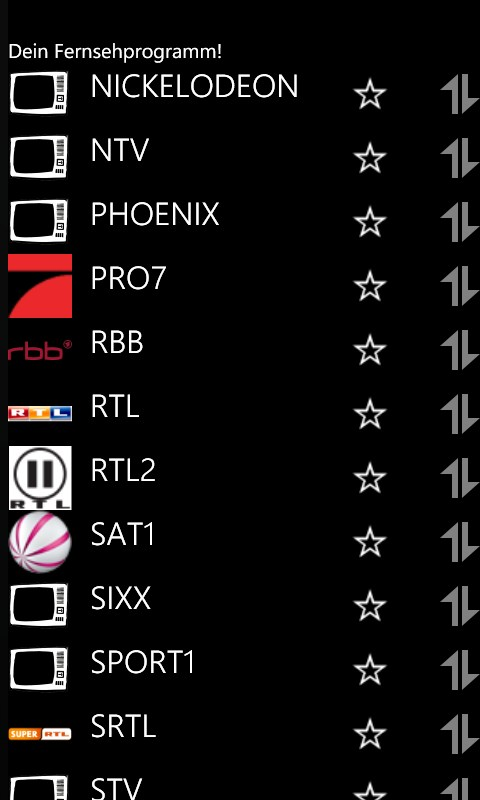 Dein Fernsehprogramm!
NICKELODEON
NTV
PHOENIX
PRO7
rbb RBB
RTL RTL
RTL RTL2
SAT1
SIXX
SPORT1
SUPER RTL SRTL
STV